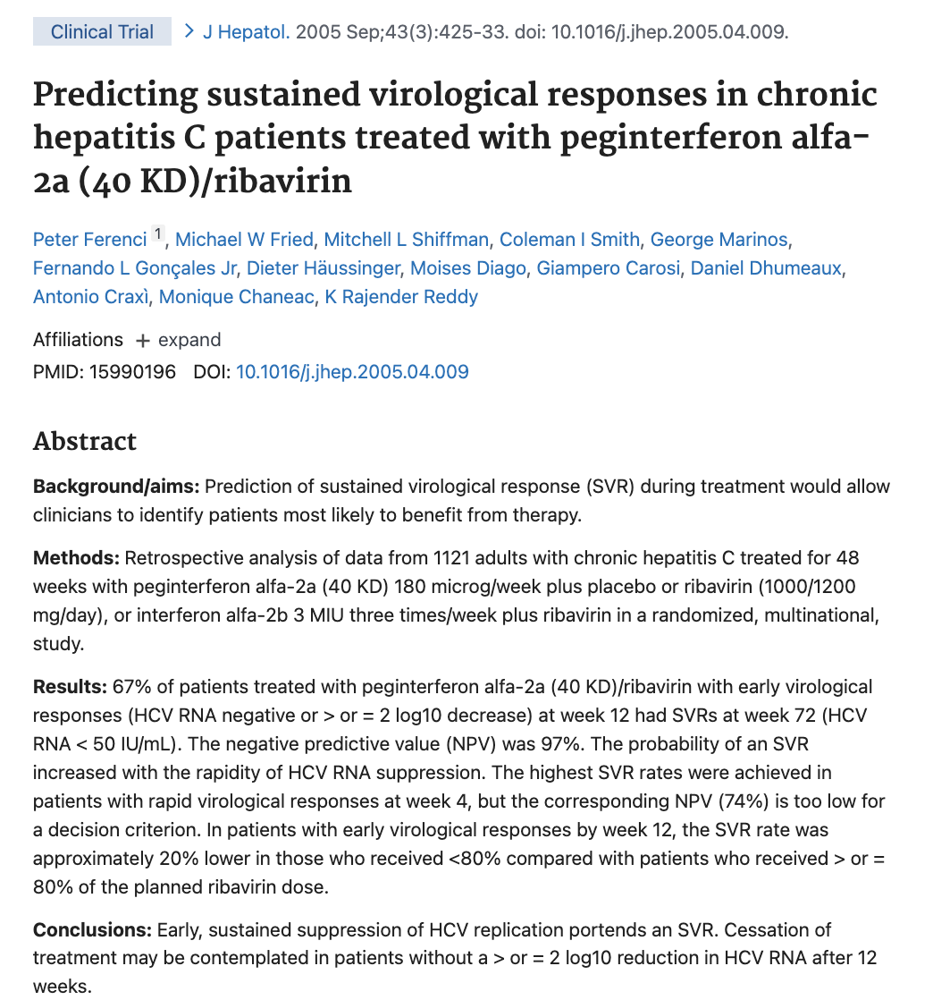 Clinical Trial > J Hepatol. 2005 Sep;43(3):425-33. doi: 10.1016/j.jhep.2005.04.009.
Predicting sustained virological responses in chronic
hepatitis C patients treated with peginterferon alfa-
2a (40 KD)/ribavirin
Peter Ferenci 1, Michael W Fried, Mitchell L Shiffman, Coleman I Smith, George Marinos,
Fernando L Gonçales Jr, Dieter Häussinger, Moises Diago, Giampero Carosi, Daniel Dhumeaux,
Antonio Craxì, Monique Chaneac, K Rajender Reddy
Affiliations + expand
PMID: 15990196 DOI: 10.1016/j.jhep.2005.04.009
Abstract
Background/aims: Prediction of sustained virological response (SVR) during treatment would allow
clinicians to identify patients most likely to benefit from therapy.
Methods: Retrospective analysis of data from 1121 adults with chronic hepatitis C treated for 48
weeks with peginterferon alfa-2a (40 KD) 180 microg/week plus placebo or ribavirin (1000/1200
mg/day), or interferon alfa-2b 3 MIU three times/week plus ribavirin in a randomized, multinational,
study.
Results: 67% of patients treated with peginterferon alfa-2a (40 KD)/ribavirin with early virological
responses (HCV RNA negative or > or = 2 log10 decrease) at week 12 had SVRs at week 72 (HCV
RNA < 50 IU/mL). The negative predictive value (NPV) was 97%. The probability of an SVR
increased with the rapidity of HCV RNA suppression. The highest SVR rates were achieved in
patients with rapid virological responses at week 4, but the corresponding NPV (74%) is too low for
a decision criterion. In patients with early virological responses by week 12, the SVR rate was
approximately 20% lower in those who received <80% compared with patients who received > or =
80% of the planned ribavirin dose.
Conclusions: Early, sustained suppression of HCV replication portends an SVR. Cessation of
treatment may be contemplated in patients without a > or = 2 log10 reduction in HCV RNA after 12
weeks.